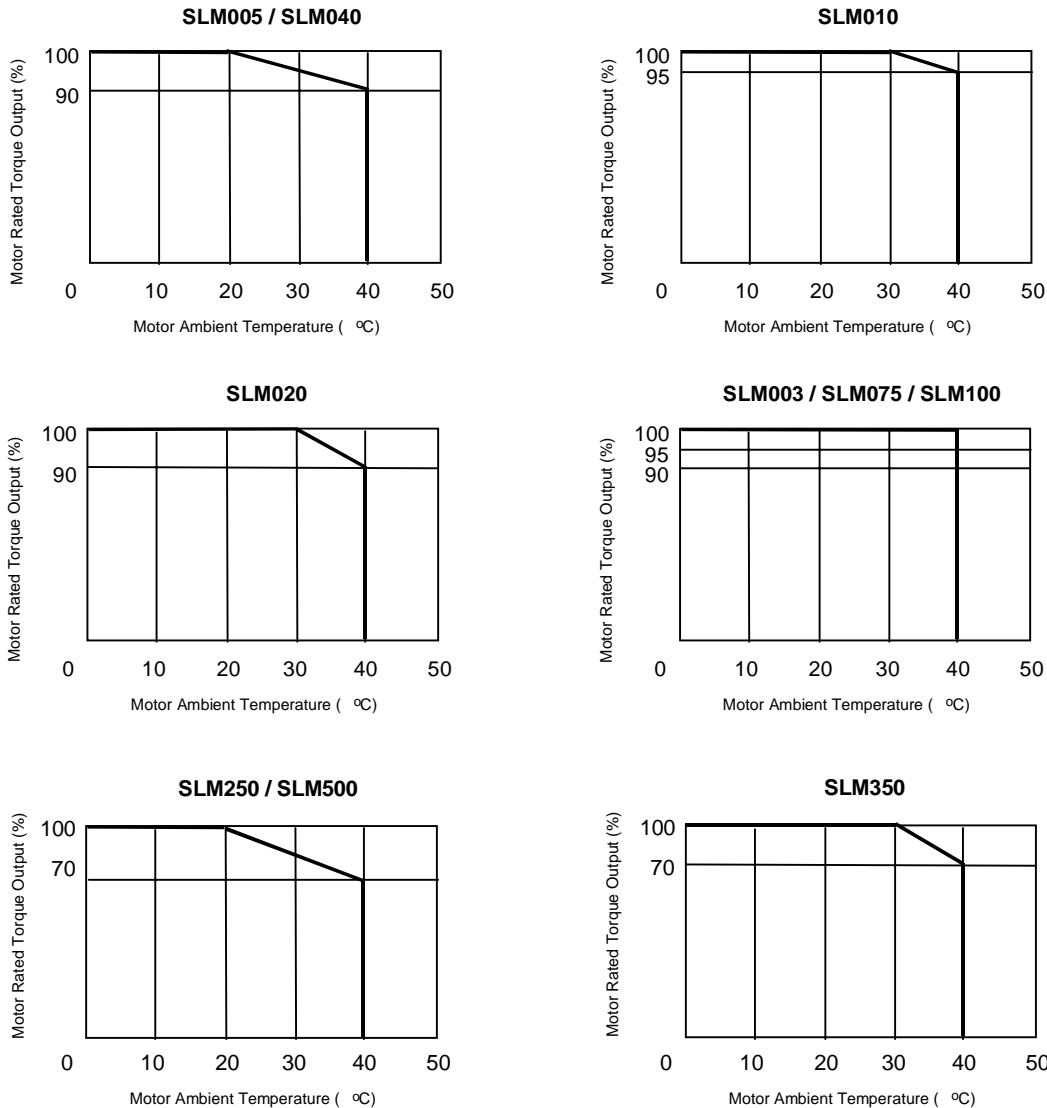 SLM005 / SLM040
Motor Rated Torque Output (%)
100
90
0 10 20 30 40 50
Motor Ambient Temperature ( ºC)
SLM010
Motor Rated Torque Output (%)
100
95
0 10 20 30 40 50
Motor Ambient Temperature ( ºC)
SLM020
Motor Rated Torque Output (%)
100
90
0 10 20 30 40 50
Motor Ambient Temperature ( ºC)
SLM003 / SLM075 / SLM100
Motor Rated Torque Output (%)
100
95
90
0 10 20 30 40 50
Motor Ambient Temperature ( ºC)
SLM250 / SLM500
Motor Rated Torque Output (%)
100
70
0 10 20 30 40 50
Motor Ambient Temperature ( ºC)
SLM350
Motor Rated Torque Output (%)
100
70
0 10 20 30 40 50
Motor Ambient Temperature ( ºC)